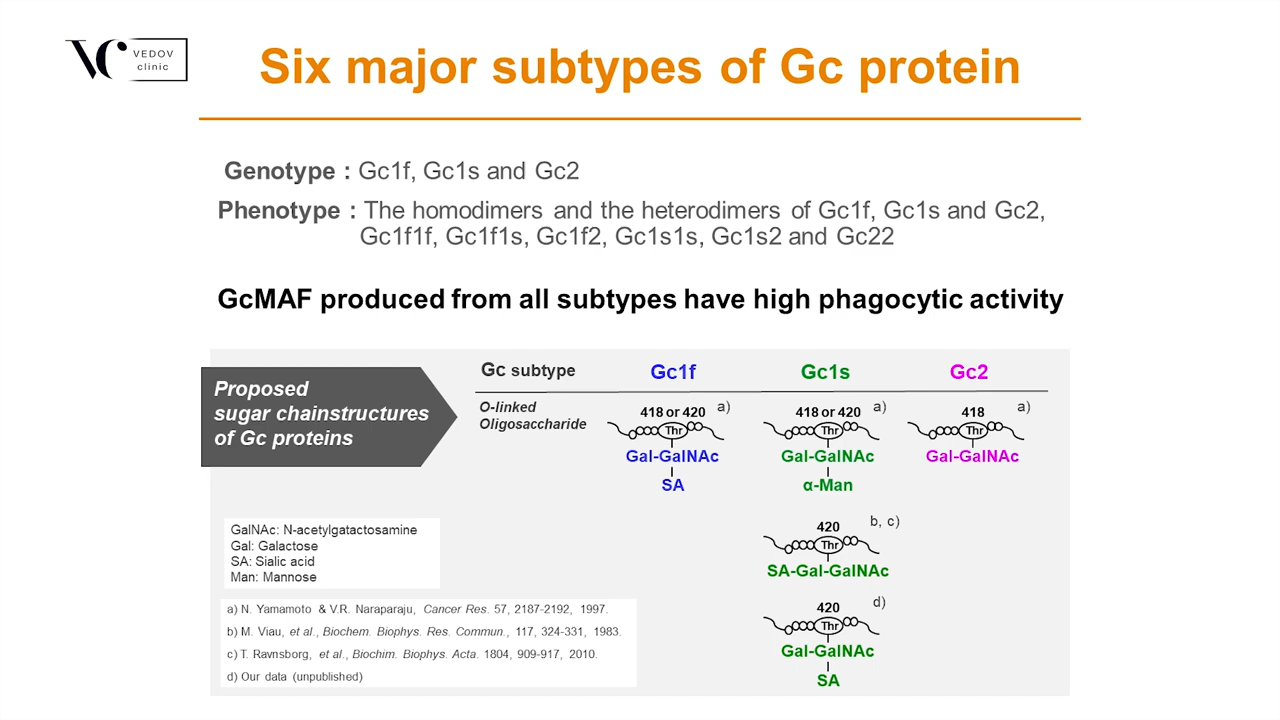 VC VEDOV
clinic
Six major subtypes of Gc protein
Genotype : Gc1f, Gc1s and Gc2
Phenotype : The homodimers and the heterodimers of Gc1f, Gc1s and Gc2,
Gc1f1f, Gc1f1s, Gc1f2, Gc1s1s, Gc1s2 and Gc22
GcMAF produced from all subtypes have high phagocytic activity
Proposed
sugar chainstructures
of Gc proteins
Gc subtype Gc1f Gc1s Gc2
O-linked
Oligosaccharide
418 or 420 a)
Thr
Gal-GalNAc
SA
418 or 420 a)
Thr
Gal-GalNAc
α-Man
418 a)
Thr
Gal-GalNAc
420 b, c)
Thr
SA-Gal-GalNAc
420 d)
Thr
Gal-GalNAc
SA
GalNAc: N-acetylgatactosamine
Gal: Galactose
SA: Sialic acid
Man: Mannose
a) N. Yamamoto & V.R. Naraparaju, Cancer Res. 57, 2187-2192, 1997.
b) M. Viau, et al., Biochem. Biophys. Res. Commun., 117, 324-331, 1983.
c) T. Ravnsborg, et al., Biochim. Biophys. Acta. 1804, 909-917, 2010.
d) Our data (unpublished)